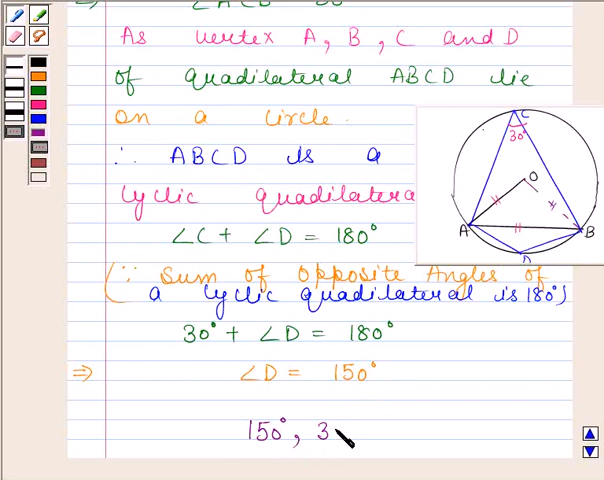 As vertex A, B, C and D
of quadilateral ABCD lie
on a circle.
∴ ABCD is a
cyclic quadilateral
∠C + ∠D = 180°
(∵ Sum of Opposite Angles of
a cyclic quadilateral is 180°)
30° + ∠D = 180°
⇒ ∠D = 150°
150°, 3
C
30°
O
A
B
D